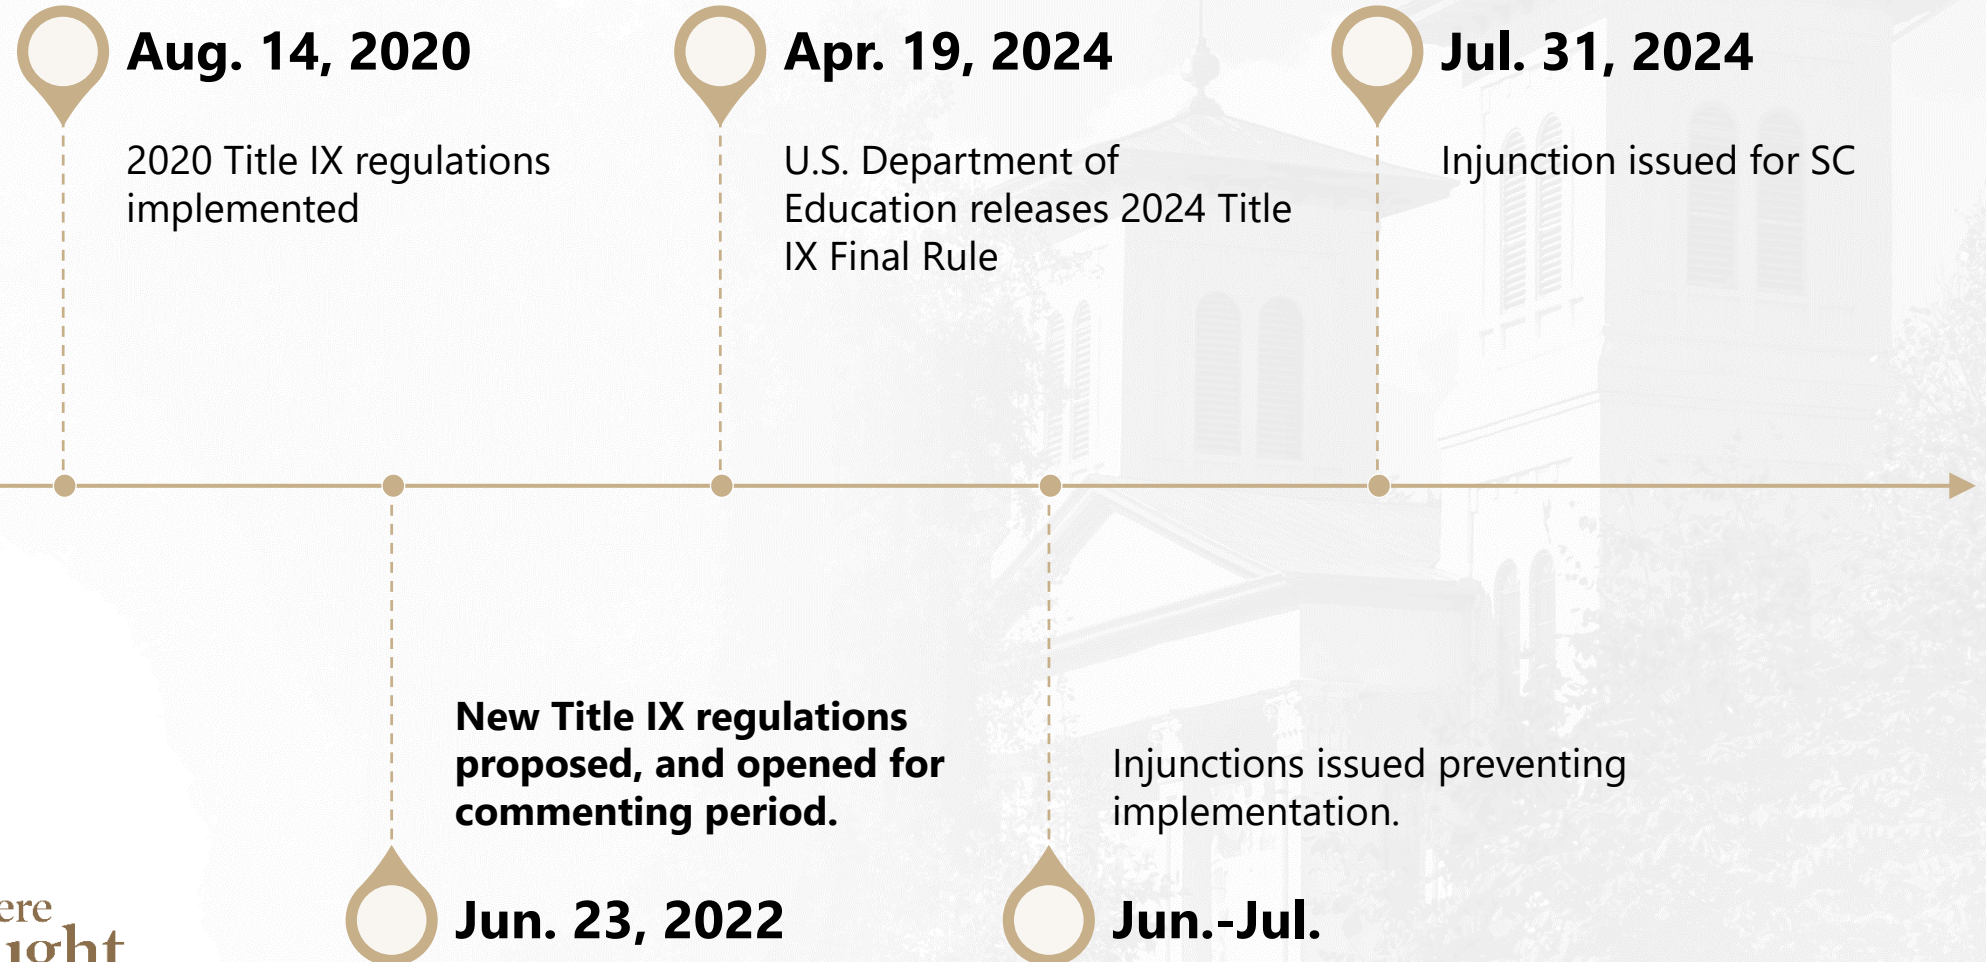 Aug. 14, 2020
2020 Title IX regulations
implemented
Apr. 19, 2024
U.S. Department of
Education releases 2024 Title
IX Final Rule
Jul. 31, 2024
Injunction issued for SC
New Title IX regulations
proposed, and opened for
commenting period.
Jun. 23, 2022
Injunctions issued preventing
implementation.
Jun.-Jul.